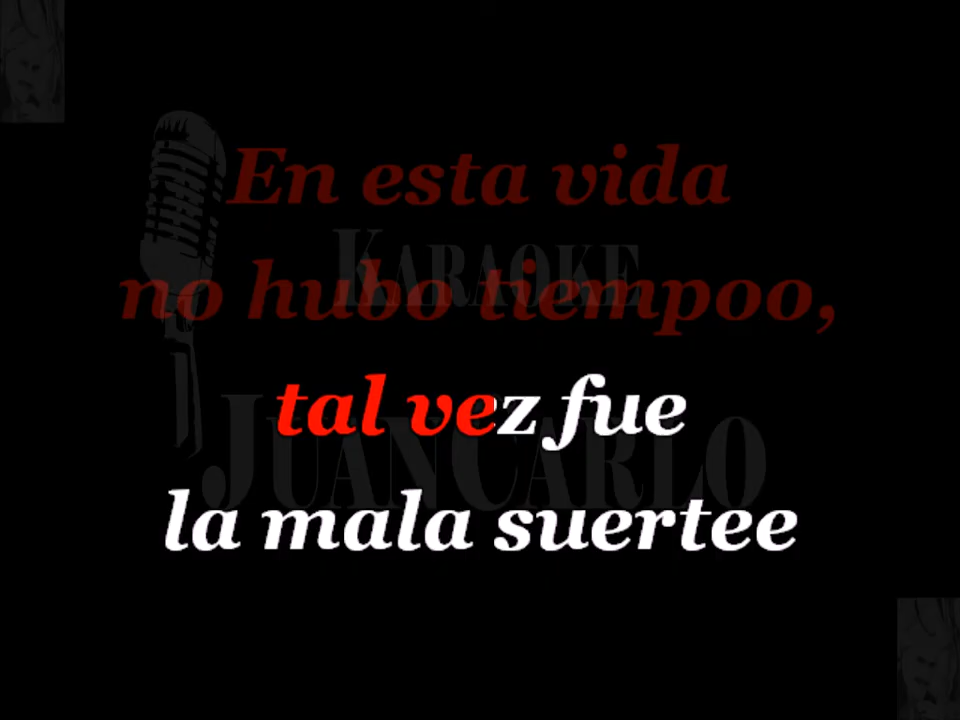 En esta vida
KARAOKE
no hubo tiempoo,
tal vez fue
JUANCARLO
la mala suertee